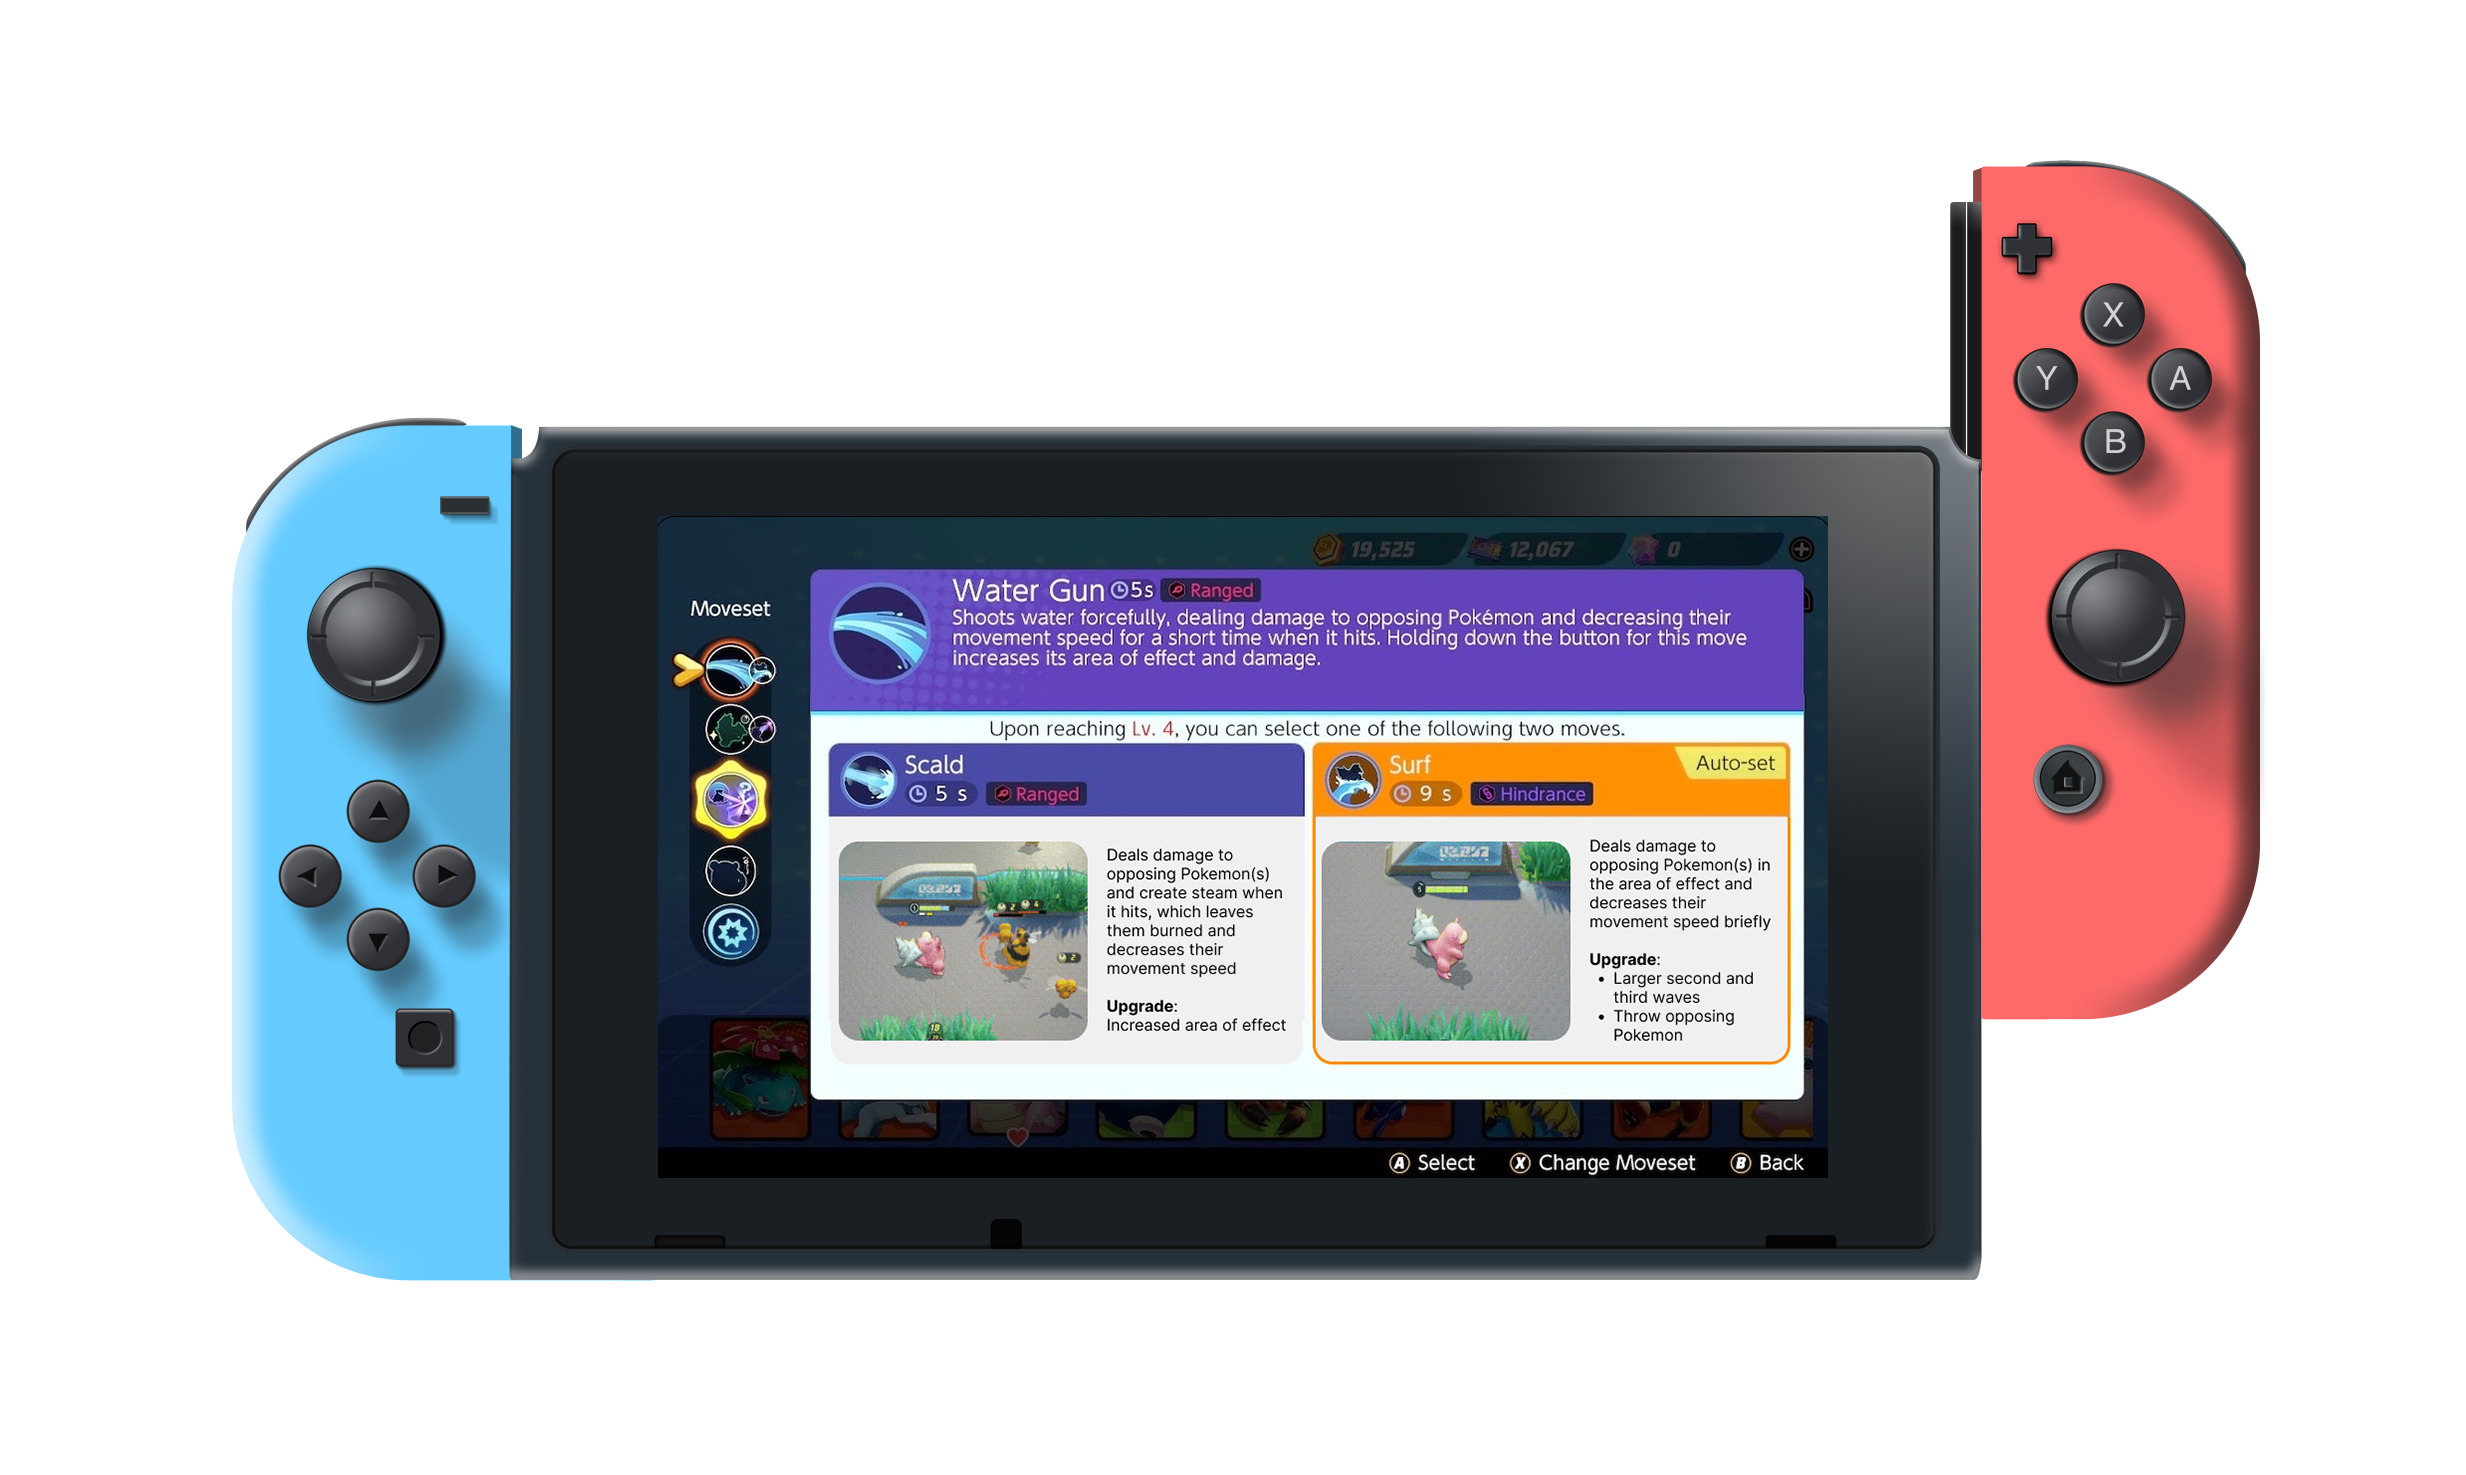 19,525 12,067 0
Moveset
Water Gun 5s Ranged
Shoots water forcefully, dealing damage to opposing Pokémon and decreasing their
movement speed for a short time when it hits. Holding down the button for this move
increases its area of effect and damage.
Upon reaching Lv. 4, you can select one of the following two moves.
Scald
5 s Ranged
Deals damage to
opposing Pokemon(s)
and create steam when
it hits, which leaves
them burned and
decreases their
movement speed
Upgrade:
Increased area of effect
Surf
Auto-set
9 s Hindrance
Deals damage to
opposing Pokemon(s) in
the area of effect and
decreases their
movement speed briefly
Upgrade:
• Larger second and
third waves
• Throw opposing
Pokemon
A Select X Change Moveset B Back
X
Y A
B